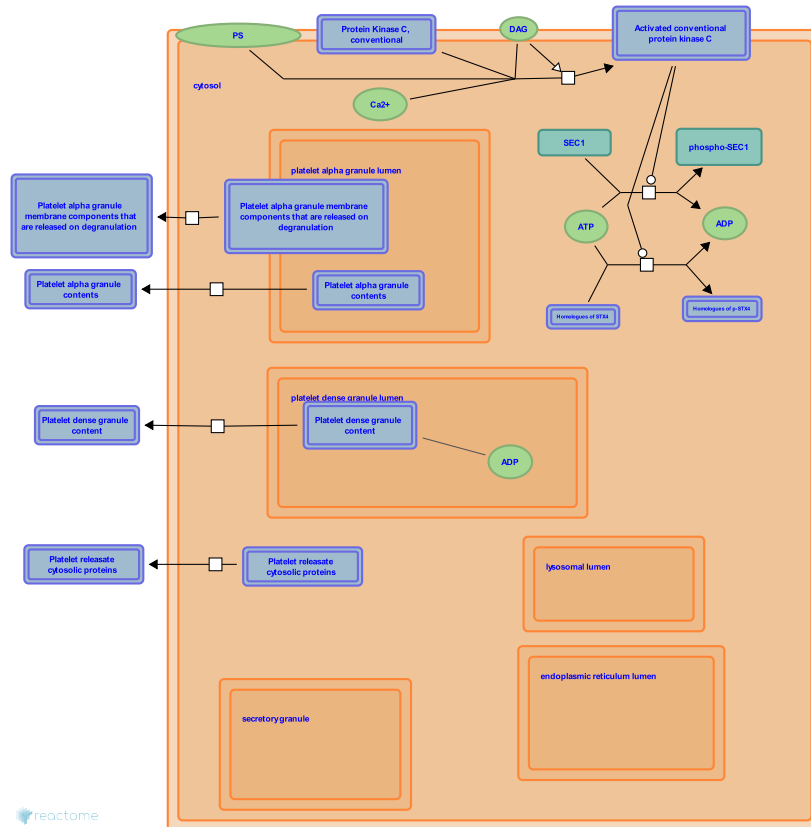 PS
Protein Kinase C,
conventional
DAG
Activated conventional
protein kinase C
cytosol
Ca2+
SEC1
phospho-SEC1
platelet alpha granule lumen
Platelet alpha granule
membrane components that
are released on degranulation
Platelet alpha granule membrane
components that are released on
degranulation
ATP
ADP
Platelet alpha granule
contents
Platelet alpha granule
contents
Homologues of STX4
Homologues of p-STX4
platelet dense granule lumen
Platelet dense granule
content
Platelet dense granule
content
ADP
Platelet releasate
cytosolic proteins
Platelet releasate
cytosolic proteins
lysosomal lumen
endoplasmic reticulum lumen
secretory granule
reactome